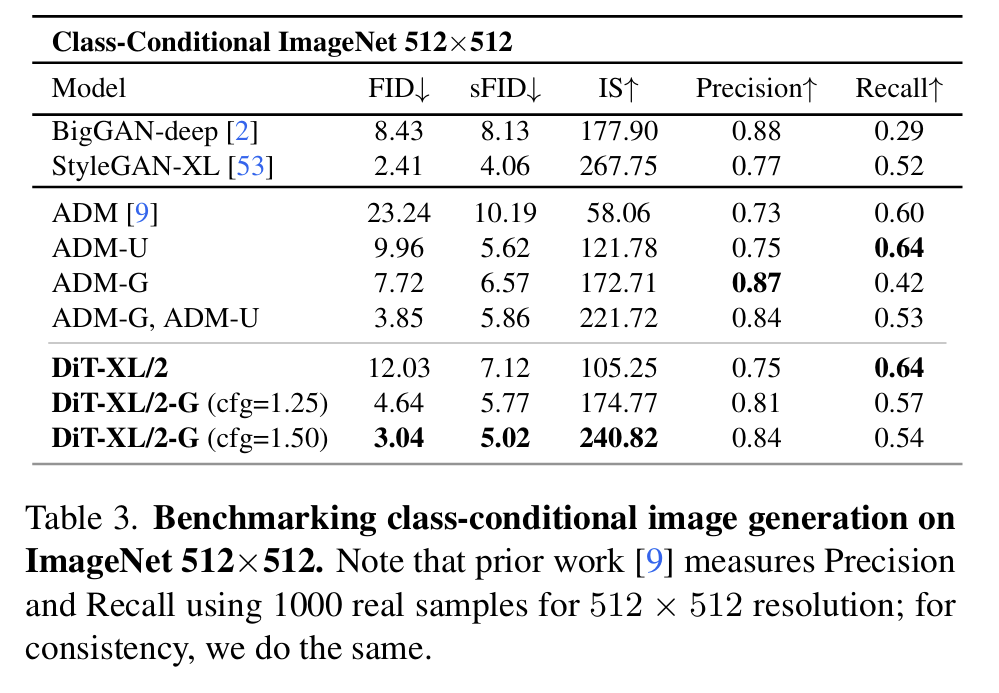 Class-Conditional ImageNet 512×512
Model FID↓ sFID↓ IS↑ Precision↑ Recall↑
BigGAN-deep [2] 8.43 8.13 177.90 0.88 0.29
StyleGAN-XL [53] 2.41 4.06 267.75 0.77 0.52
ADM [9] 23.24 10.19 58.06 0.73 0.60
ADM-U 9.96 5.62 121.78 0.75 0.64
ADM-G 7.72 6.57 172.71 0.87 0.42
ADM-G, ADM-U 3.85 5.86 221.72 0.84 0.53
DiT-XL/2 12.03 7.12 105.25 0.75 0.64
DiT-XL/2-G (cfg=1.25) 4.64 5.77 174.77 0.81 0.57
DiT-XL/2-G (cfg=1.50) 3.04 5.02 240.82 0.84 0.54
Table 3. Benchmarking class-conditional image generation on
ImageNet 512×512. Note that prior work [9] measures Precision
and Recall using 1000 real samples for 512 × 512 resolution; for
consistency, we do the same.